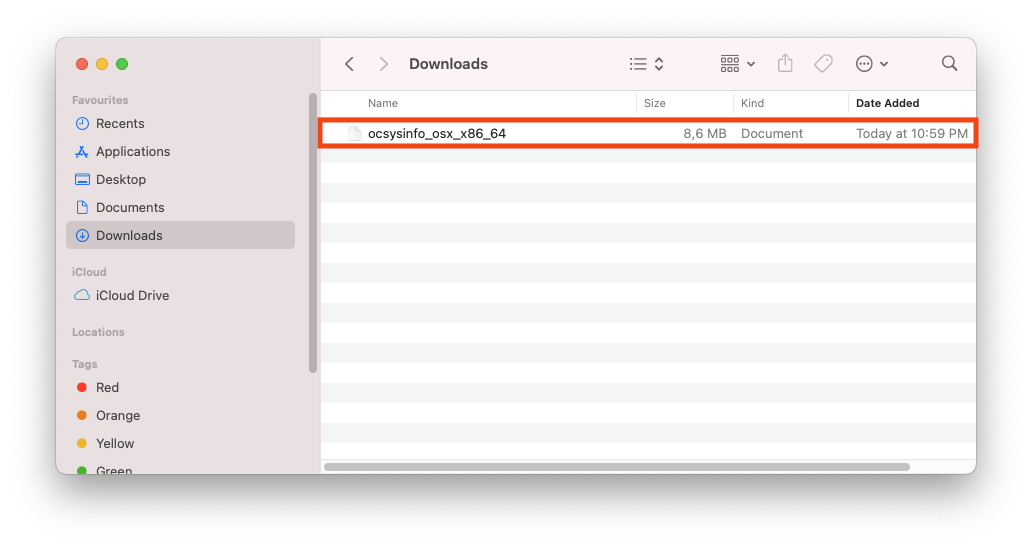 Downloads
Favourites
Recents
Applications
Desktop
Documents
Downloads
iCloud
iCloud Drive
Locations
Tags
Red
Orange
Yellow
Green
Name Size Kind Date Added
ocsysinfo_osx_x86_64 8,6 MB Document Today at 10:59 PM